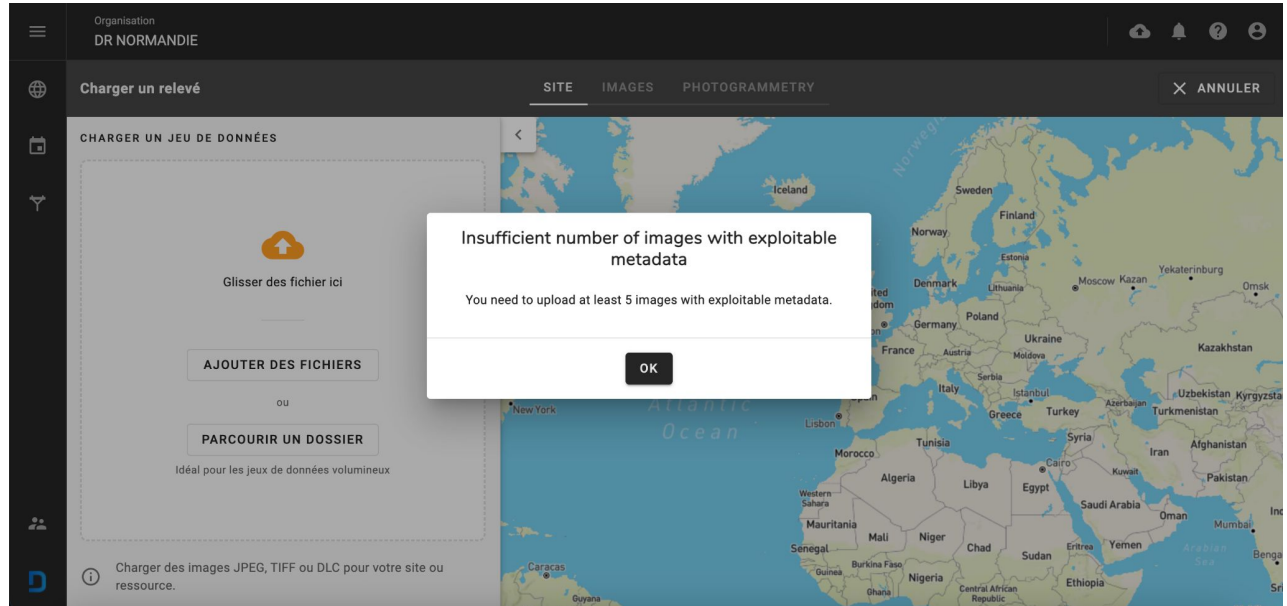 Organisation
DR NORMANDIE
Charger un relevé
SITE IMAGES PHOTOGRAMMETRY
ANNULER
CHARGER UN JEU DE DONNÉES
Glisser des fichier ici
AJOUTER DES FICHIERS
ou
PARCOURIR UN DOSSIER
Idéal pour les jeux de données volumineux
Charger des images JPEG, TIFF ou DLC pour votre site ou
ressource.
Insufficient number of images with exploitable
metadata
You need to upload at least 5 images with exploitable metadata.
OK
Iceland
Sweden
Finland
Norway
Estonia
Yekaterinburg
Moscow
Kazan
Omsk
Denmark
Lithuania
Poland
Germany
Ukraine
France
Austria
Moldova
Kazakhstan
Serbia
Italy
Istanbul
Greece
Turkey
Azerbaijan
Uzbekistan
Turkmenistan
New York
Atlantic
Ocean
Lisbon
Tunisia
Syria
Iran
Afghanistan
Morocco
Cairo
Kuwait
Pakistan
Algeria
Libya
Egypt
Western
Sahara
Saudi Arabia
Oman
Mumbai
Mauritania
Mali
Niger
Chad
Sudan
Eritrea
Yemen
Arabian
Sea
Senegal
Burkina Faso
Caracas
Guinea
Nigeria
Ethiopia
Ghana
Central African
Republic
Guyana